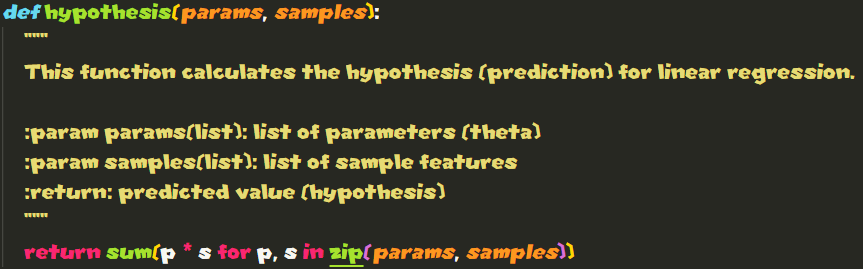 def hypothesis(params, samples):
"""
This function calculates the hypothesis (prediction) for linear regression.
:param params(list): list of parameters (theta)
:param samples(list): list of sample features
:return: predicted value (hypothesis)
"""
return sum(p * s for p, s in zip(params, samples))